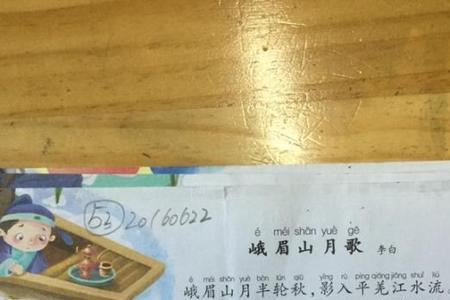 53 20160622
é méi shān yuè gē
峨眉山月歌 李白
é méi shān yuè bàn lún qiū yǐng rù píng qiāng jiāng shuǐ liú
峨眉山月半轮秋,影入平羌江水流